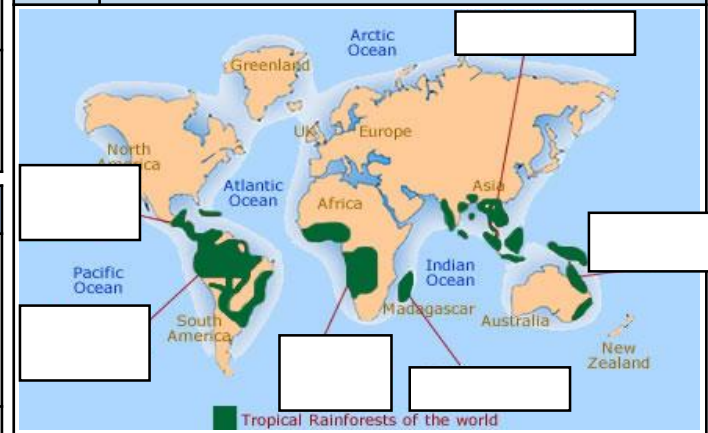 Arctic
Ocean
Greenland
UK
Europe
North
America
Asia
Atlantic
Ocean
Africa
Pacific
Ocean
Indian
Ocean
Madagascar
South
America
Australia
New
Zealand
Tropical Rainforests of the world